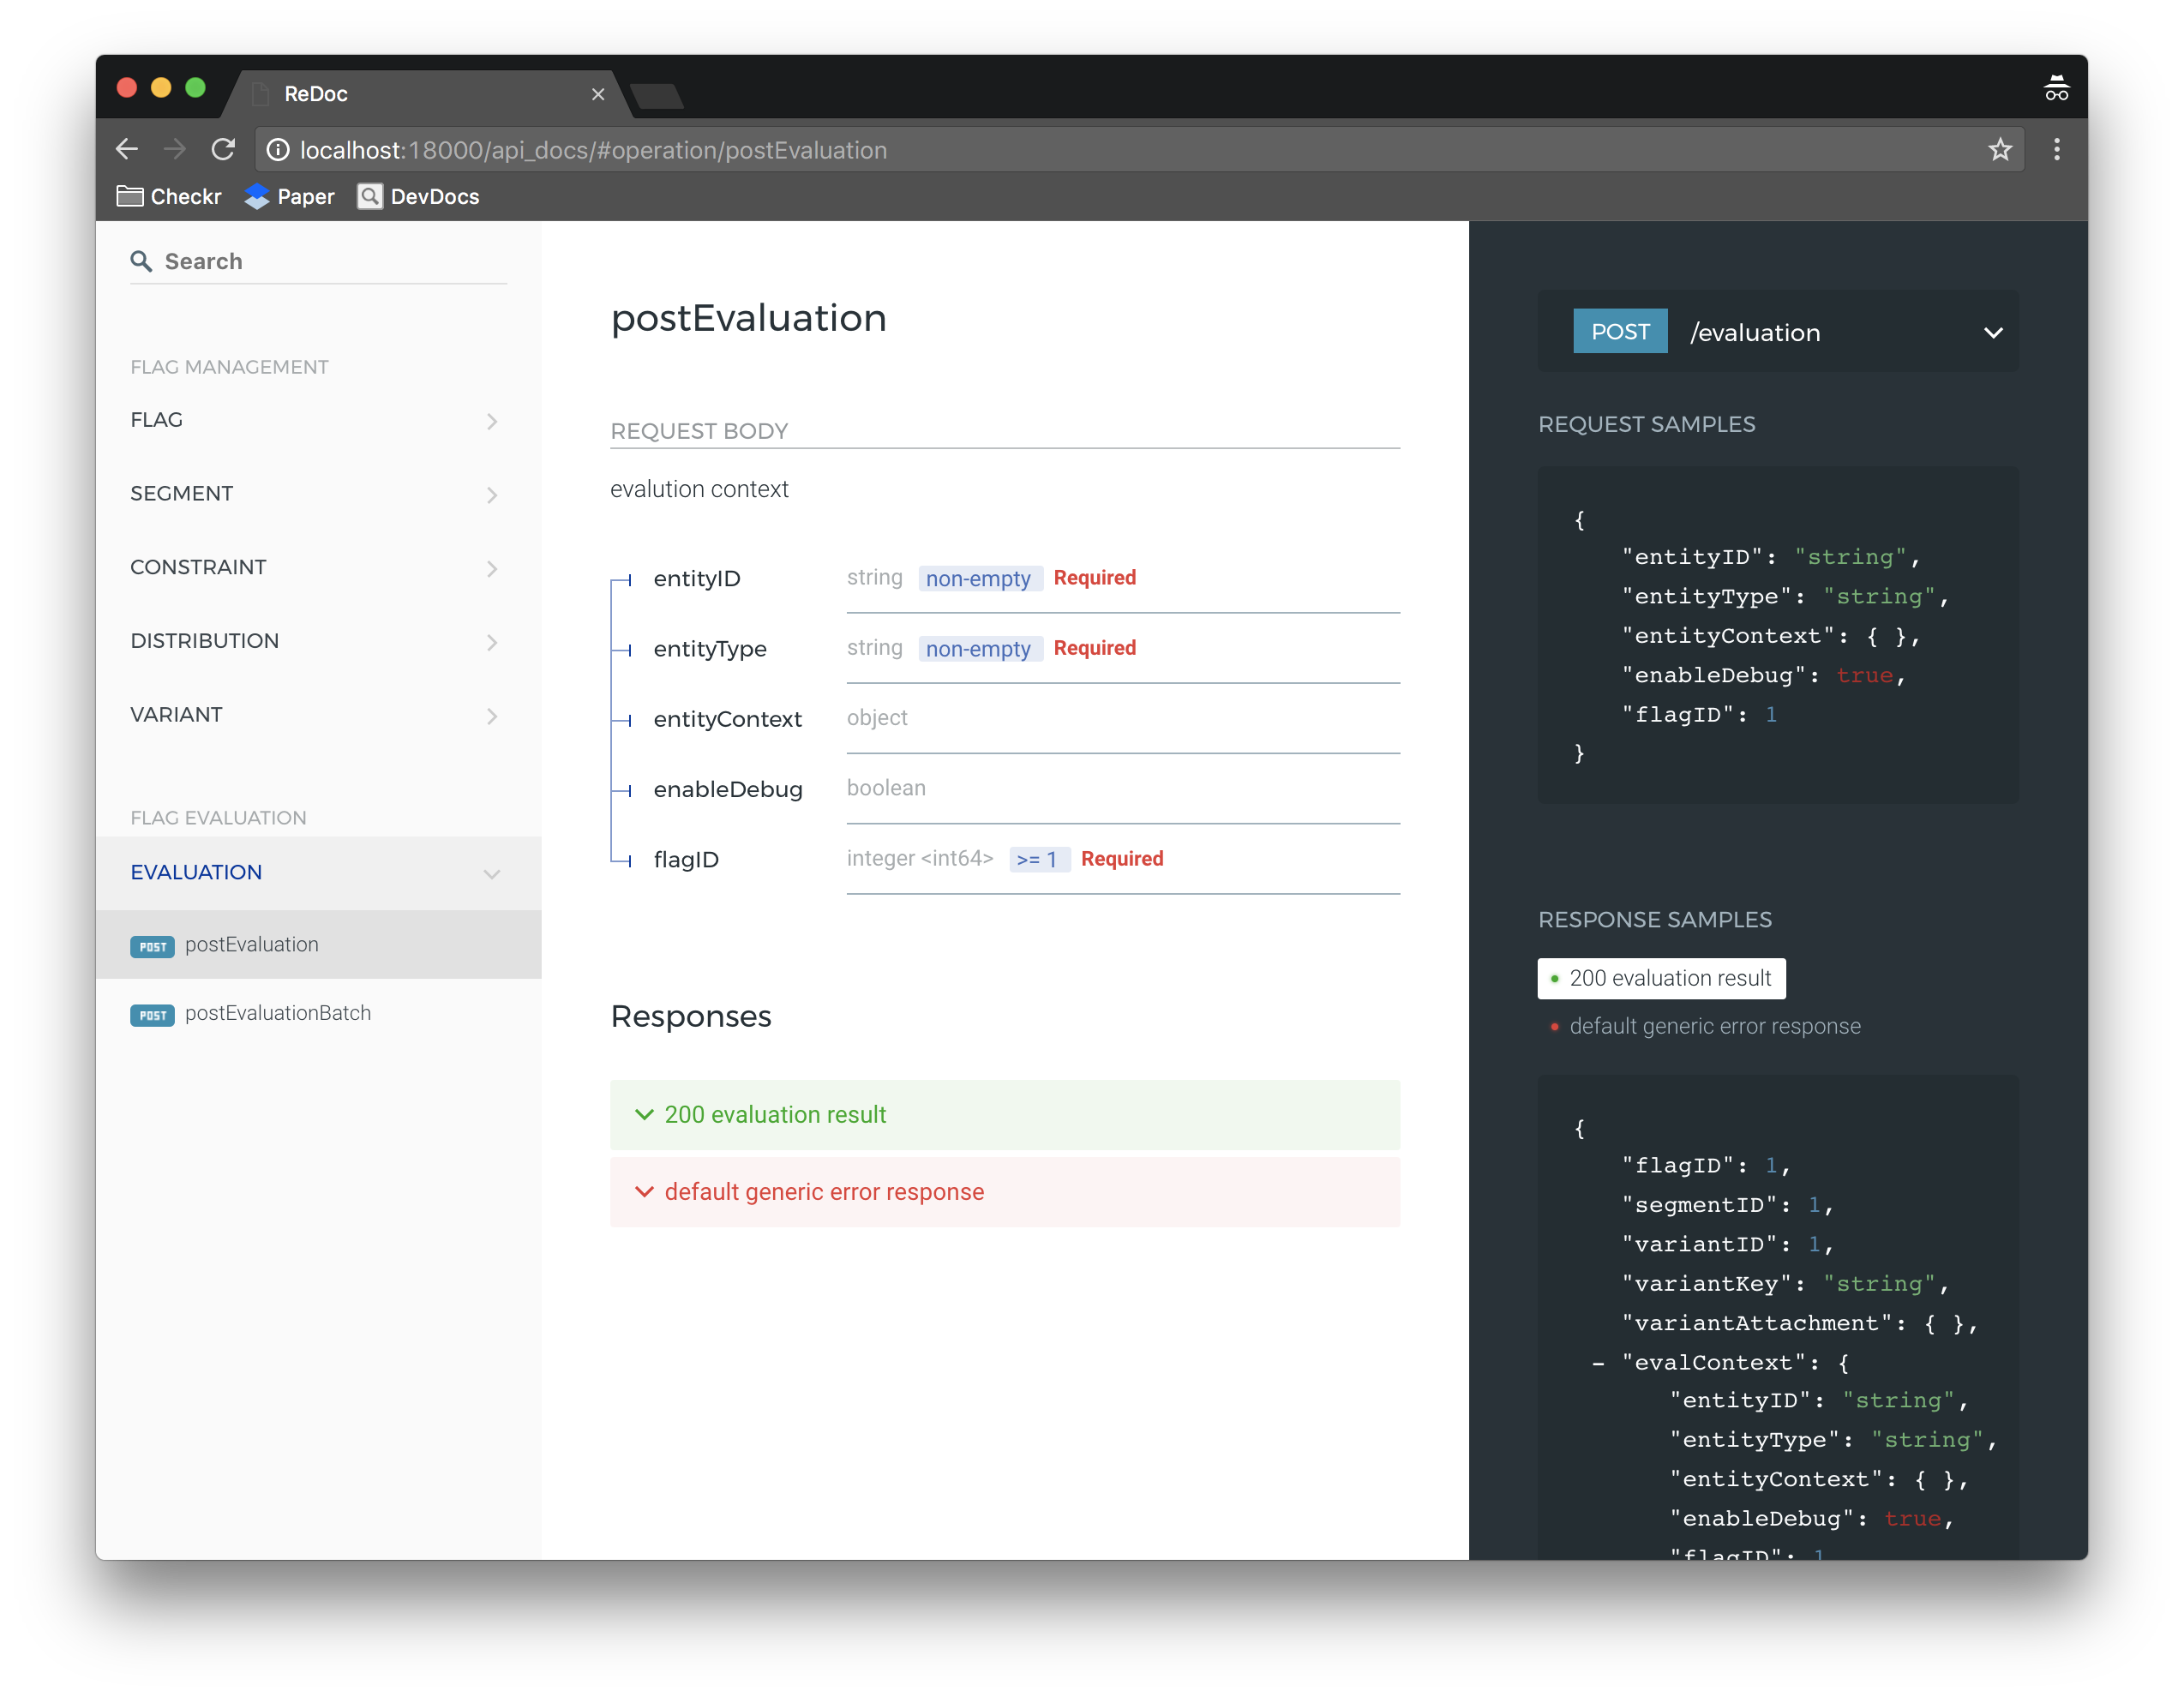 ReDoc
localhost:18000/api_docs/#operation/postEvaluation
Checkr Paper DevDocs
Search
FLAG MANAGEMENT
FLAG
SEGMENT
CONSTRAINT
DISTRIBUTION
VARIANT
FLAG EVALUATION
EVALUATION
POST postEvaluation
POST postEvaluationBatch
postEvaluation
REQUEST BODY
evalution context
entityID string non-empty Required
entityType string non-empty Required
entityContext object
enableDebug boolean
flagID integer <int64> >= 1 Required
Responses
200 evaluation result
default generic error response
POST /evaluation
REQUEST SAMPLES
{
"entityID": "string",
"entityType": "string",
"entityContext": { },
"enableDebug": true,
"flagID": 1
}
RESPONSE SAMPLES
200 evaluation result
default generic error response
{
"flagID": 1,
"segmentID": 1,
"variantID": 1,
"variantKey": "string",
"variantAttachment": { },
- "evalContext": {
"entityID": "string",
"entityType": "string",
"entityContext": { },
"enableDebug": true,
"flagID": 1